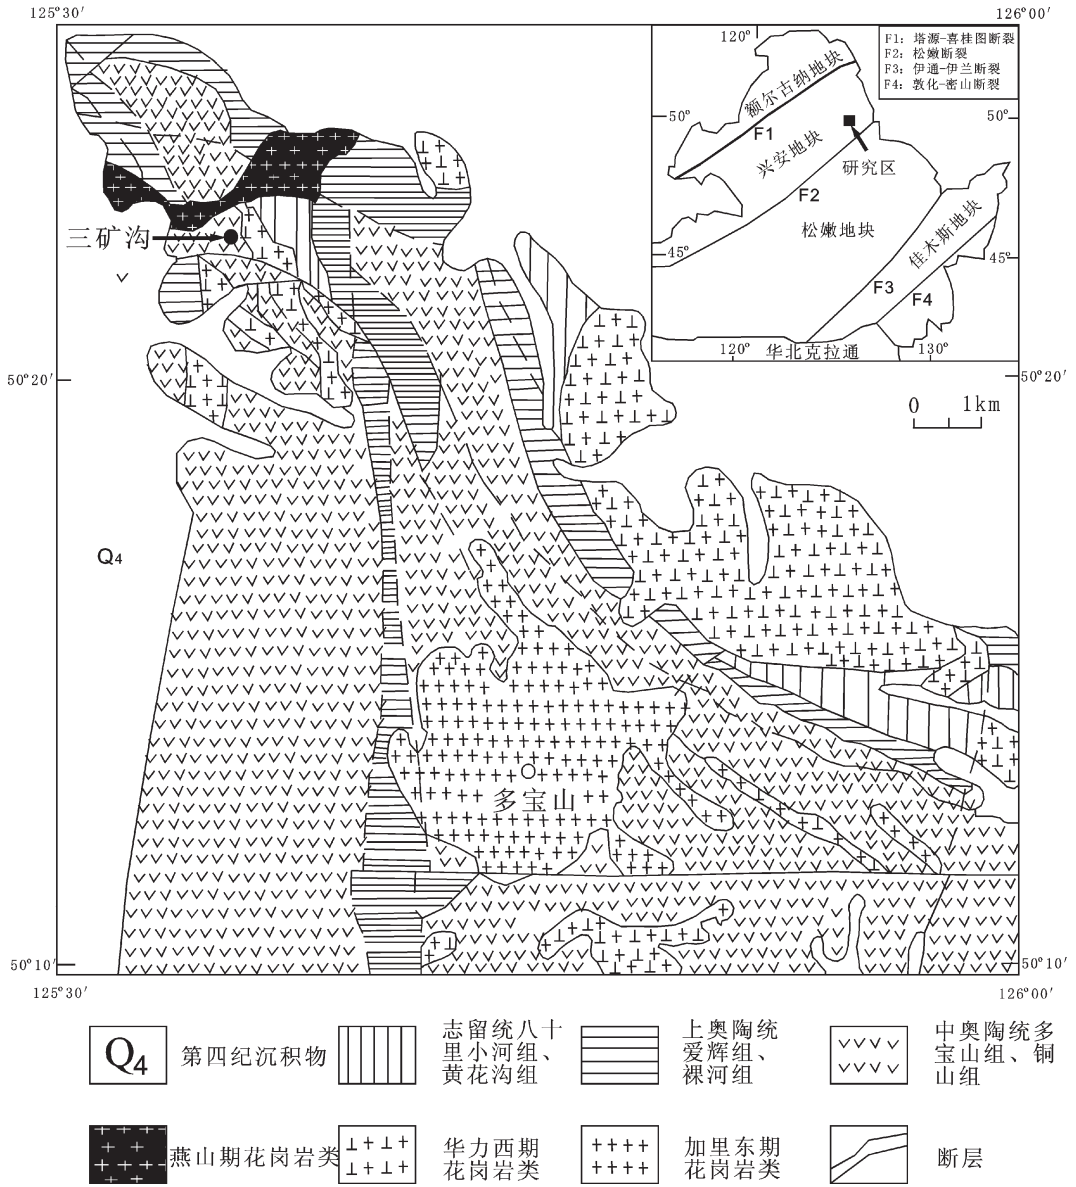 125°30′
126°00′
120°
F1: 塔源-喜桂图断裂
F2: 松嫩断裂
F3: 伊通-伊兰断裂
F4: 敦化-密山断裂
额尔古纳地块
50°
50°
F1
兴安地块
研究区
F2
松嫩地块
佳木斯地块
45°
45°
F3
F4
120°
华北克拉通
130°
三矿沟
50°20′
50°20′
0
1km
Q4
多宝山
50°10′
50°10′
125°30′
126°00′
Q4
第四纪沉积物
志留统八十
里小河组、
黄花沟组
上奥陶统
爱辉组、
裸河组
中奥陶统多
宝山组、铜
山组
燕山期花岗岩类
华力西期
花岗岩类
加里东期
花岗岩类
断层